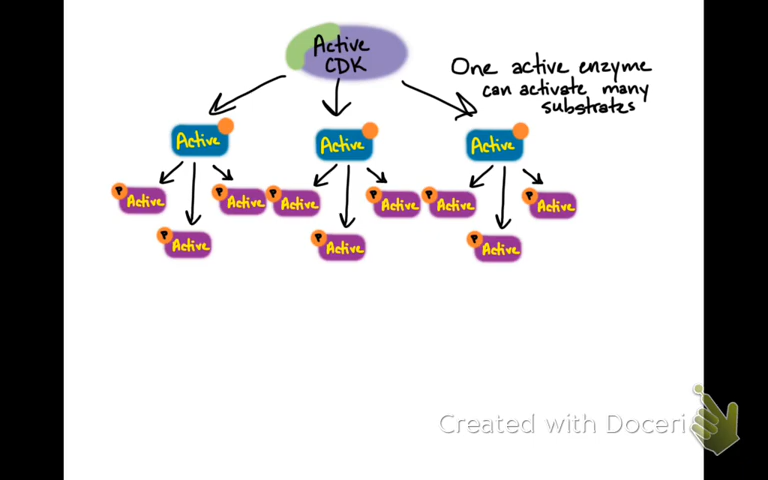 Active
CDK
One active enzyme
can activate many
substrates
Active
Active
Active
P Active
P Active
P Active
P Active
P Active
P Active
P Active
P Active
P Active
Created with Doceri